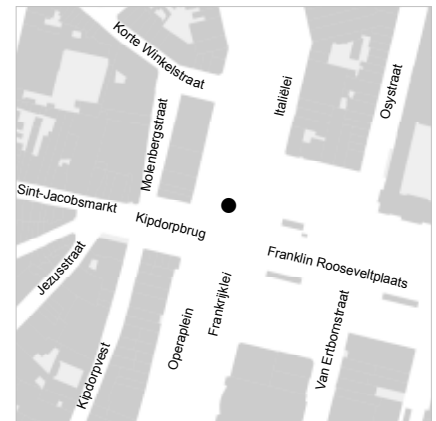 Korte Winkelstraat
Italiëlei
Osystraat
Molenbergstraat
Sint-Jacobsmarkt
Kipdorpbrug
Jezusstraat
Franklin Rooseveltplaats
Frankrijklei
Operaplein
Van Ertbornstraat
Kipdorpvest